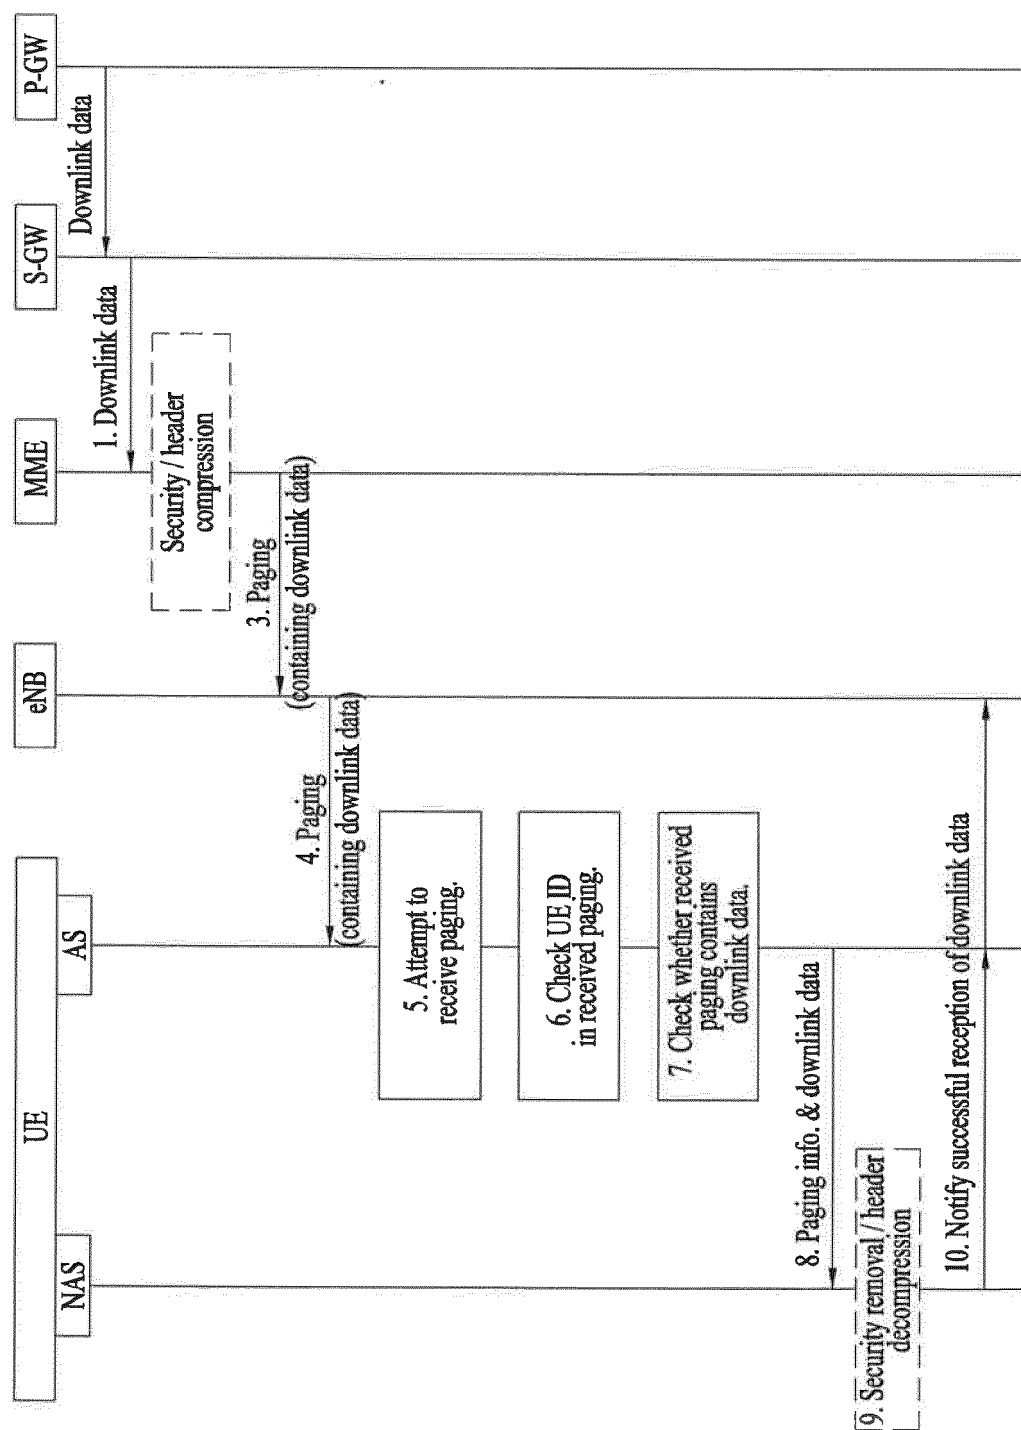 UE
NAS
AS
eNB
MME
S-GW
P-GW
Downlink data
1. Downlink data
Security / header
compression
3. Paging
(containing downlink data)
4. Paging
(containing downlink data)
5. Attempt to
receive paging.
6. Check UE ID
in received paging.
7. Check whether received
paging contains
downlink data.
8. Paging info. & downlink data
9. Security removal / header
decompression
10. Notify successful reception of downlink data